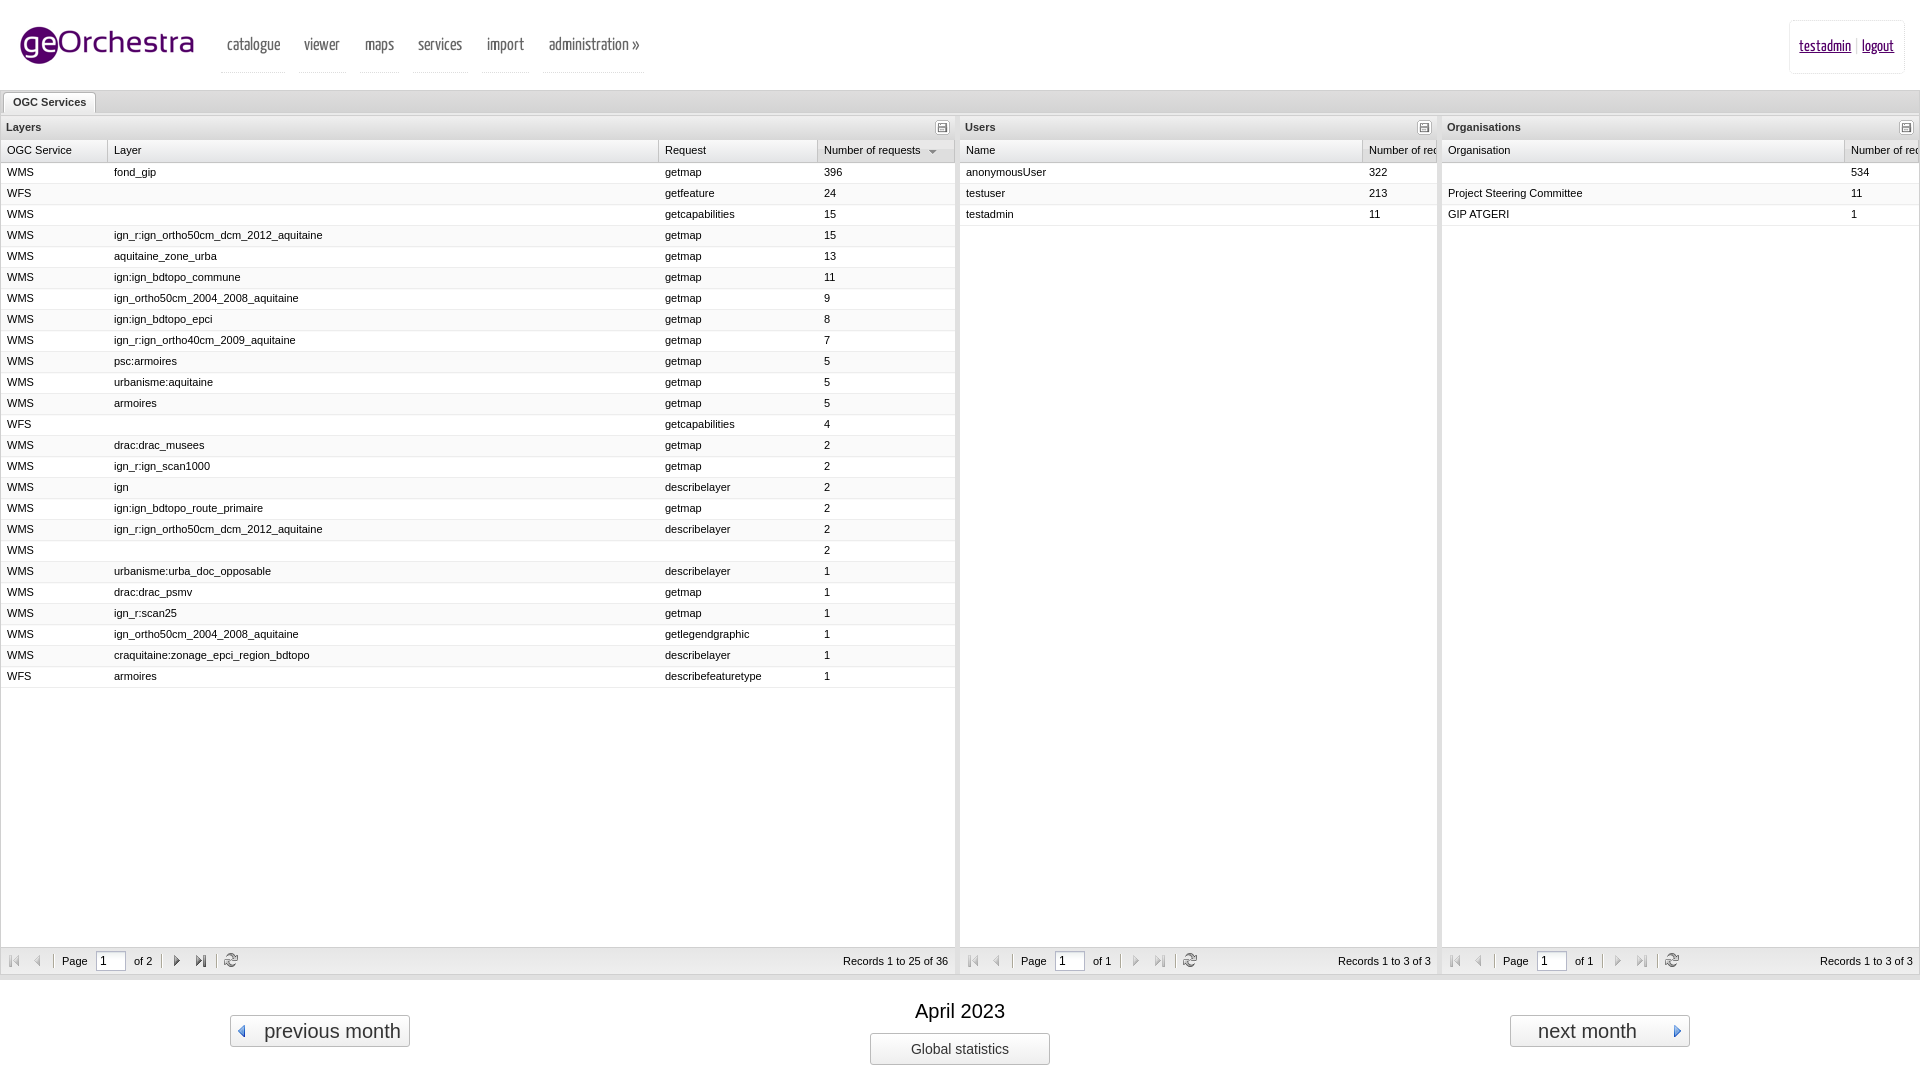 geOrchestra catalogue viewer maps services import administration » testadmin logout
OGC Services
Layers
OGC Service Layer Request Number of requests
WMS fond_gip getmap 396
WFS getfeature 24
WMS getcapabilities 15
WMS ign_r:ign_ortho50cm_dcm_2012_aquitaine getmap 15
WMS aquitaine_zone_urba getmap 13
WMS ign:ign_bdtopo_commune getmap 11
WMS ign_ortho50cm_2004_2008_aquitaine getmap 9
WMS ign:ign_bdtopo_epci getmap 8
WMS ign_r:ign_ortho40cm_2009_aquitaine getmap 7
WMS psc:armoires getmap 5
WMS urbanisme:aquitaine getmap 5
WMS armoires getmap 5
WFS getcapabilities 4
WMS drac:drac_musees getmap 2
WMS ign_r:ign_scan1000 getmap 2
WMS ign describelayer 2
WMS ign:ign_bdtopo_route_primaire getmap 2
WMS ign_r:ign_ortho50cm_dcm_2012_aquitaine describelayer 2
WMS 2
WMS urbanisme:urba_doc_opposable describelayer 1
WMS drac:drac_psmv getmap 1
WMS ign_r:scan25 getmap 1
WMS ign_ortho50cm_2004_2008_aquitaine getlegendgraphic 1
WMS craquitaine:zonage_epci_region_bdtopo describelayer 1
WFS armoires describefeaturetype 1
Page 1 of 2 Records 1 to 25 of 36
Users
Name Number of req
anonymousUser 322
testuser 213
testadmin 11
Page 1 of 1 Records 1 to 3 of 3
Organisations
Organisation Number of req
534
Project Steering Committee 11
GIP ATGERI 1
Page 1 of 1 Records 1 to 3 of 3
previous month
April 2023
Global statistics
next month